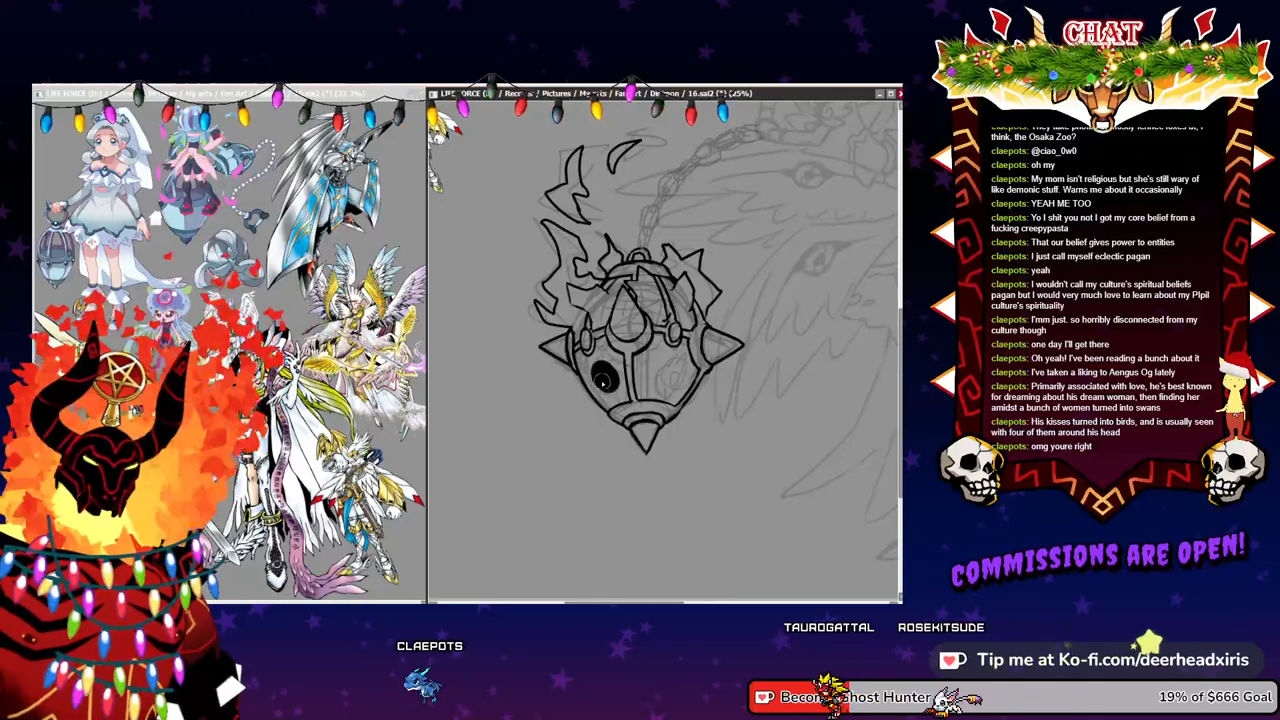 CHAT
think, the Osaka Zoo?
claepots: @ciao_0w0
claepots: oh my
claepots: My mom isn't religious but she's still wary of
like demonic stuff. Warns me about it occasionally
claepots: YEAH ME TOO
claepots: Yo I shit you not I got my core belief from a
fucking creepypasta
claepots: That our belief gives power to entities
claepots: I just call myself eclectic pagan
claepots: yeah
claepots: I wouldn't call my culture's spiritual beliefs
pagan but I would very much love to learn about my PIpil
culture's spirituality
claepots: I'mm just. so horribly disconnected from my
culture though
claepots: one day I'll get there
claepots: Oh yeah! I've been reading a bunch about it
claepots: I've taken a liking to Aengus Og lately
claepots: Primarily associated with love, he's best known
for dreaming about his dream woman, then finding her
amidst a bunch of women turned into swans
claepots: His kisses turned into birds, and is usually seen
with four of them around his head
claepots: omg youre right
COMMISSIONS ARE OPEN!
TAUROGATTAL ROSEKITSUDE
CLAEPOTS
Tip me at Ko-fi.com/deerheadxiris
Ghost Hunter 19% of $666 Goal